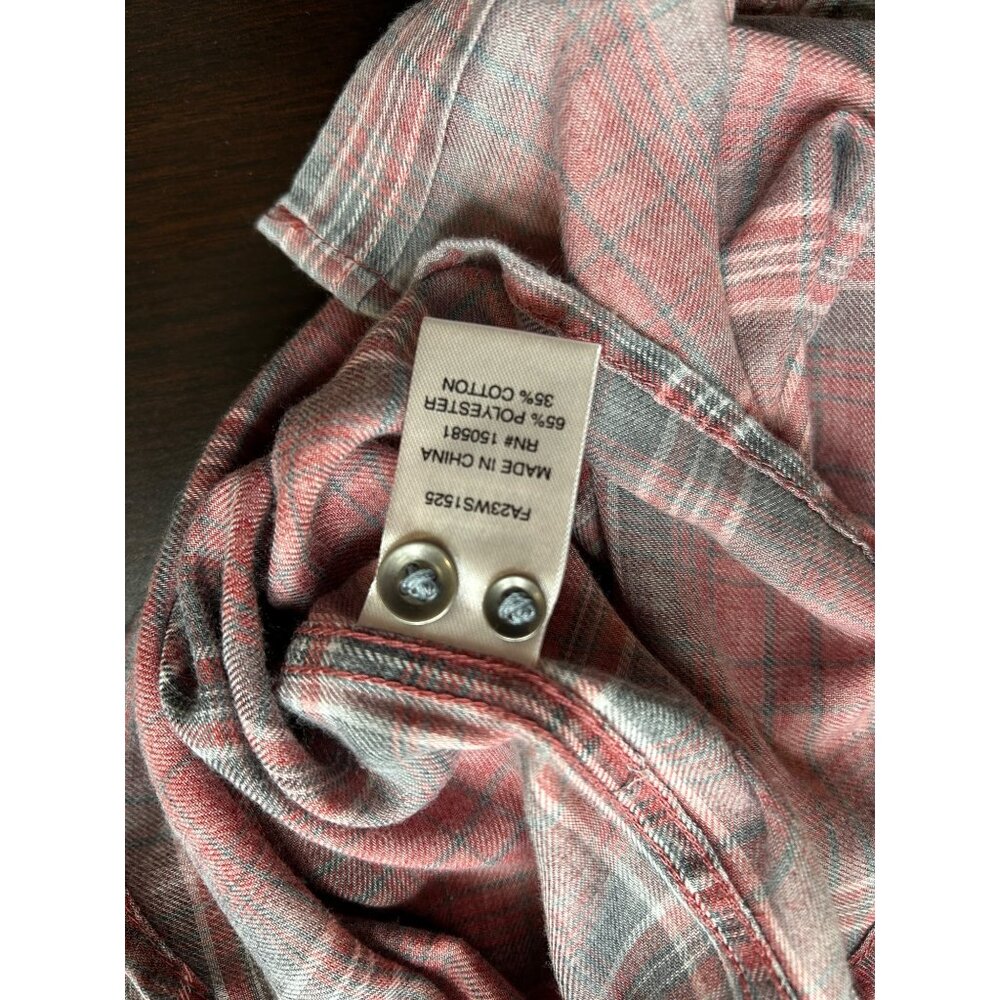 FA23WS1525
MADE IN CHINA
RN# 150581
65% POLYESTER
35% COTTON